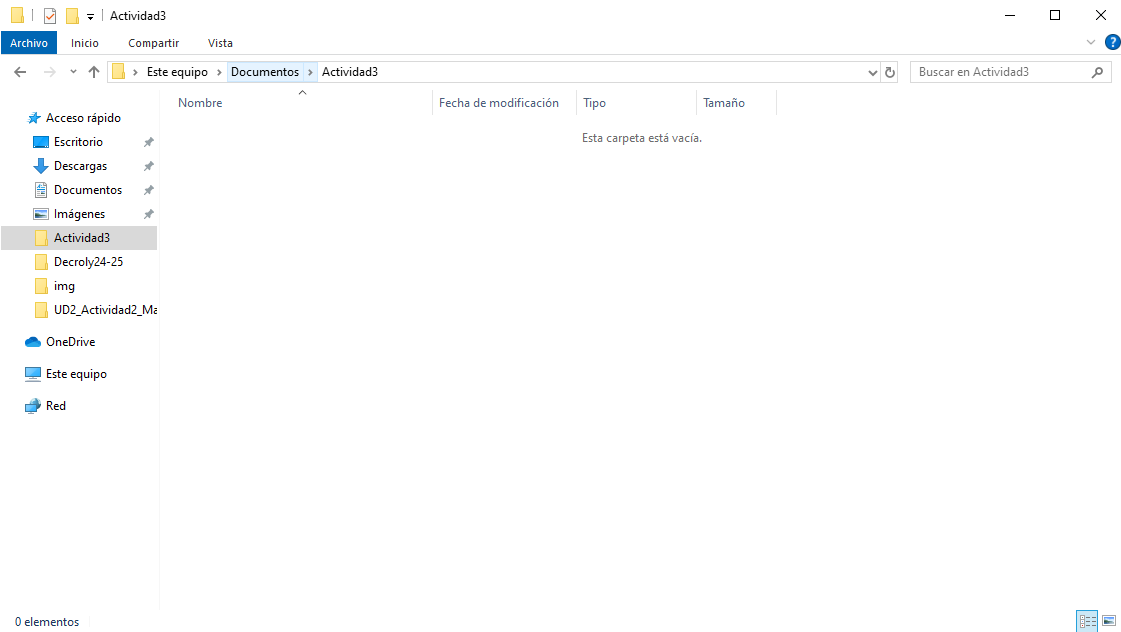 Actividad3
Archivo Inicio Compartir Vista
Este equipo Documentos Actividad3 Buscar en Actividad3
Nombre Fecha de modificación Tipo Tamaño
Esta carpeta está vacía.
Acceso rápido
Escritorio
Descargas
Documentos
Imágenes
Actividad3
Decroly24-25
img
UD2_Actividad2_Ma
OneDrive
Este equipo
Red
0 elementos